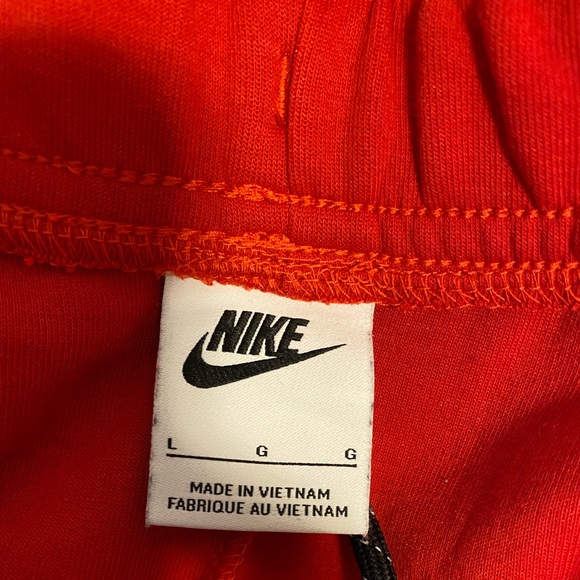 NIKE
L G G
MADE IN VIETNAM
FABRIQUE AU VIETNAM